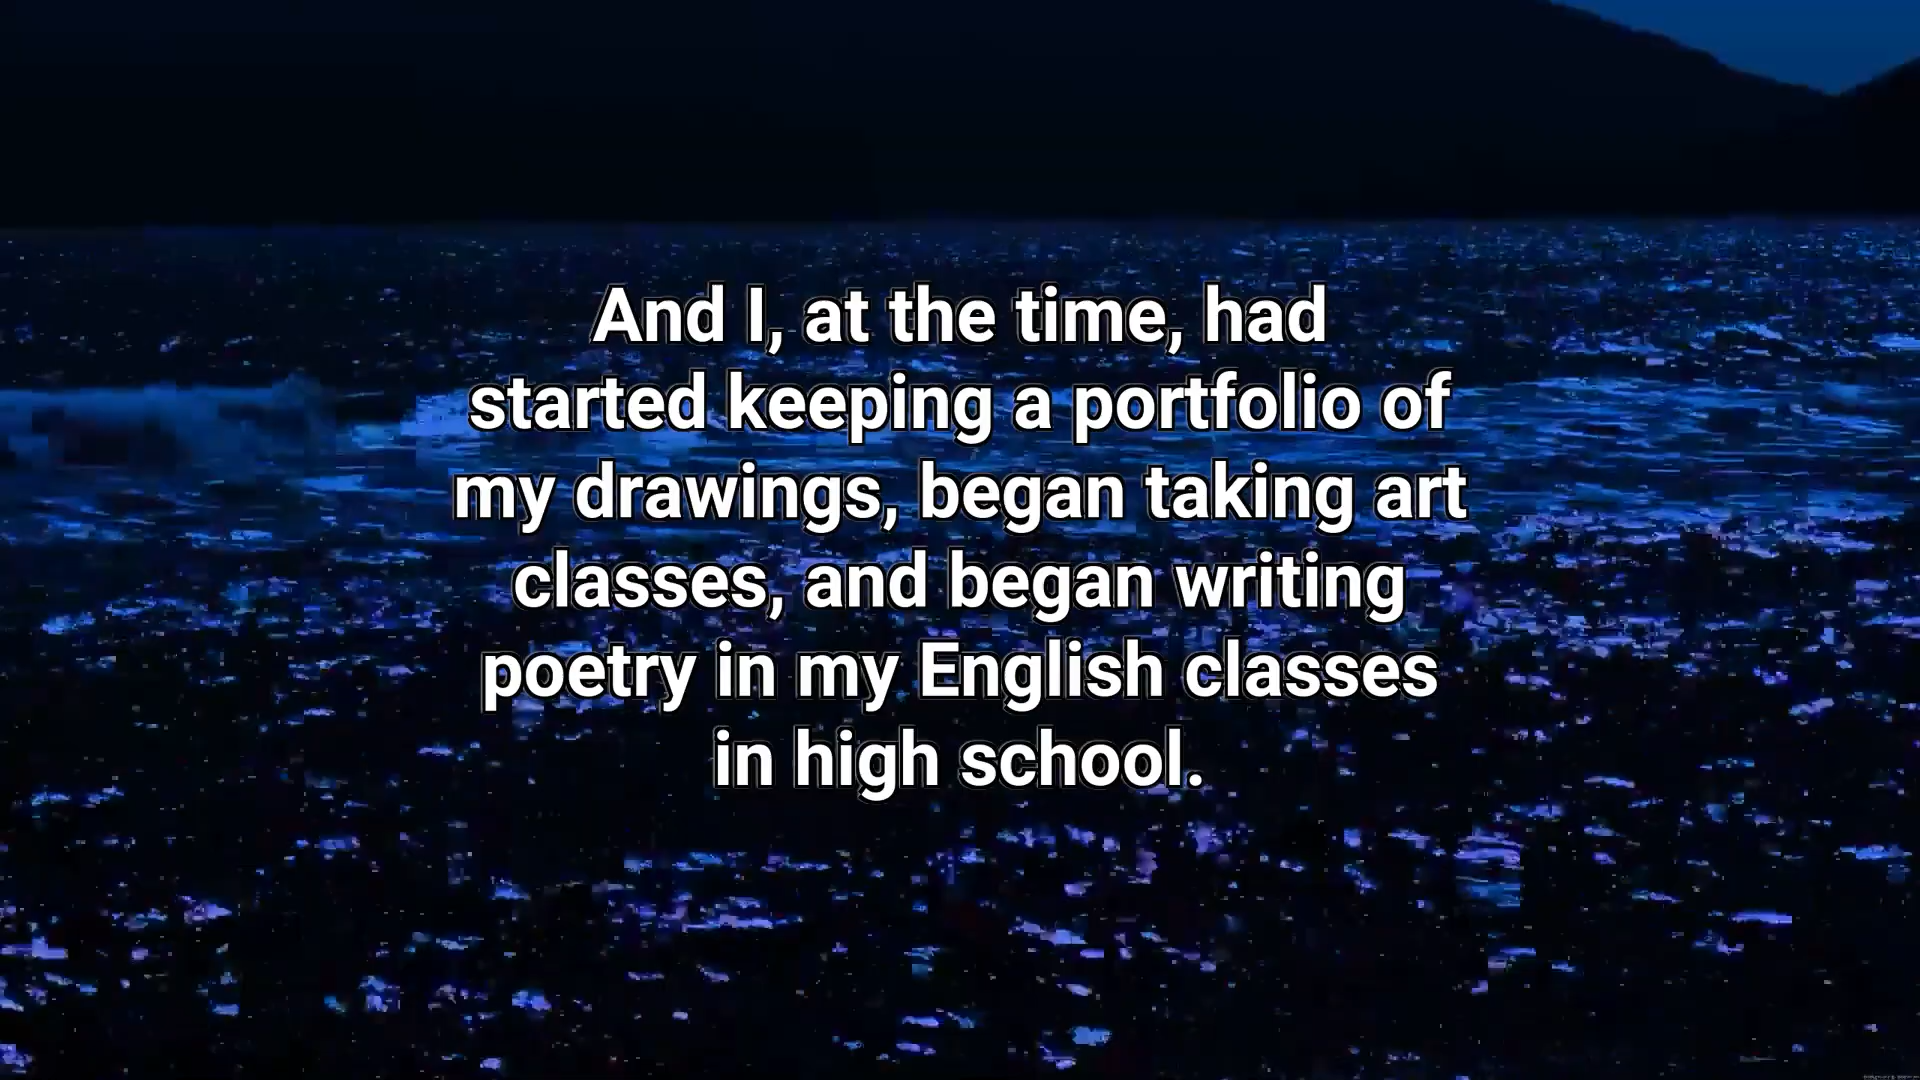 And I, at the time, had
started keeping a portfolio of
my drawings, began taking art
classes, and began writing
poetry in my English classes
in high school.